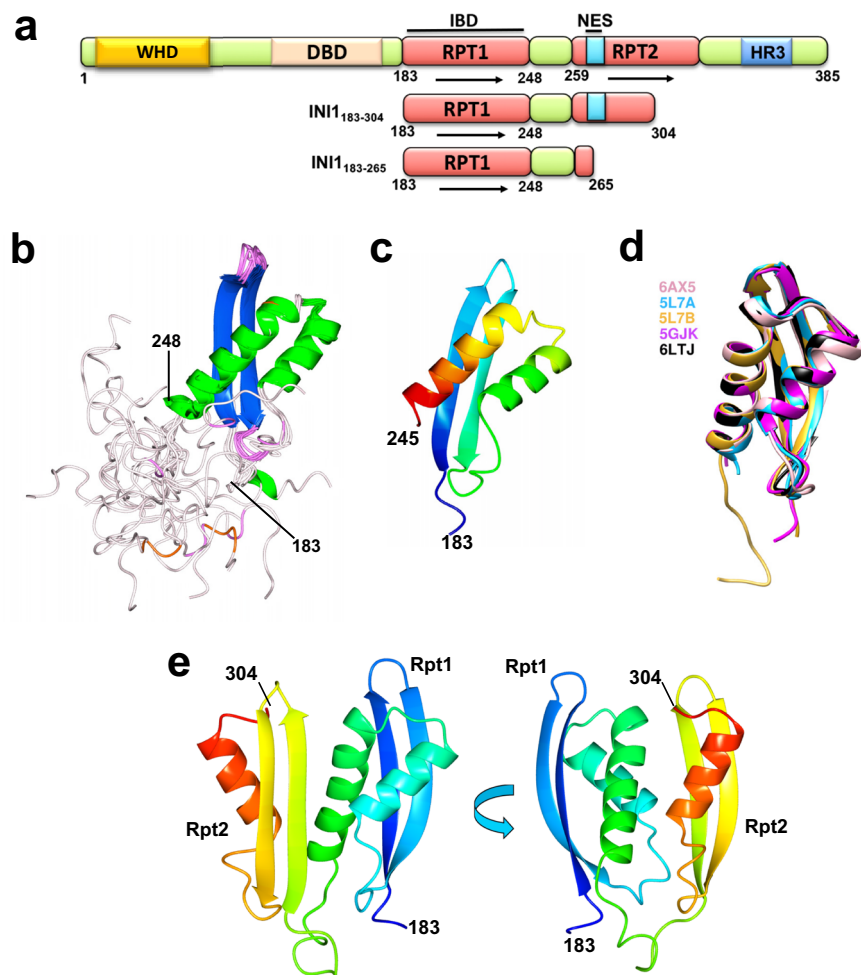 a
IBD
NES
WHD
DBD
RPT1
RPT2
HR3
1
183
248
259
385
INI1183-304
RPT1
183
248
304
INI1183-265
RPT1
183
248
265
b
248
183
c
245
183
d
6AX5
5L7A
5L7B
5GJK
6LTJ
e
304
Rpt1
Rpt2
183
Rpt1
304
Rpt2
183